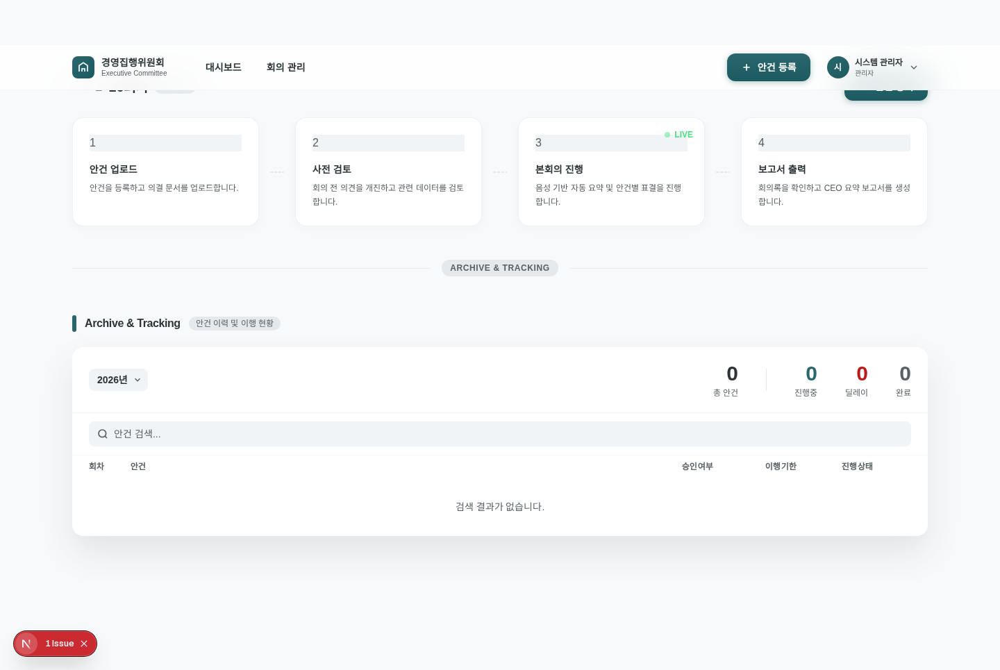 경영집행위원회
Executive Committee
대시보드
회의 관리
안건 등록
시
시스템 관리자
관리자
1
안건 업로드
안건을 등록하고 의결 문서를 업로드합니다.
2
사전 검토
회의 전 의견을 개진하고 관련 데이터를 검토
합니다.
LIVE
3
본회의 진행
음성 기반 자동 요약 및 안건별 표결을 진행
합니다.
4
보고서 출력
회의록을 확인하고 CEO 요약 보고서를 생성
합니다.
ARCHIVE & TRACKING
Archive & Tracking
안건 이력 및 이행 현황
2026년
0
총 안건
0
진행중
0
딜레이
0
완료
안건 검색...
회차
안건
승인여부
이행기한
진행상태
검색 결과가 없습니다.
N
1 Issue